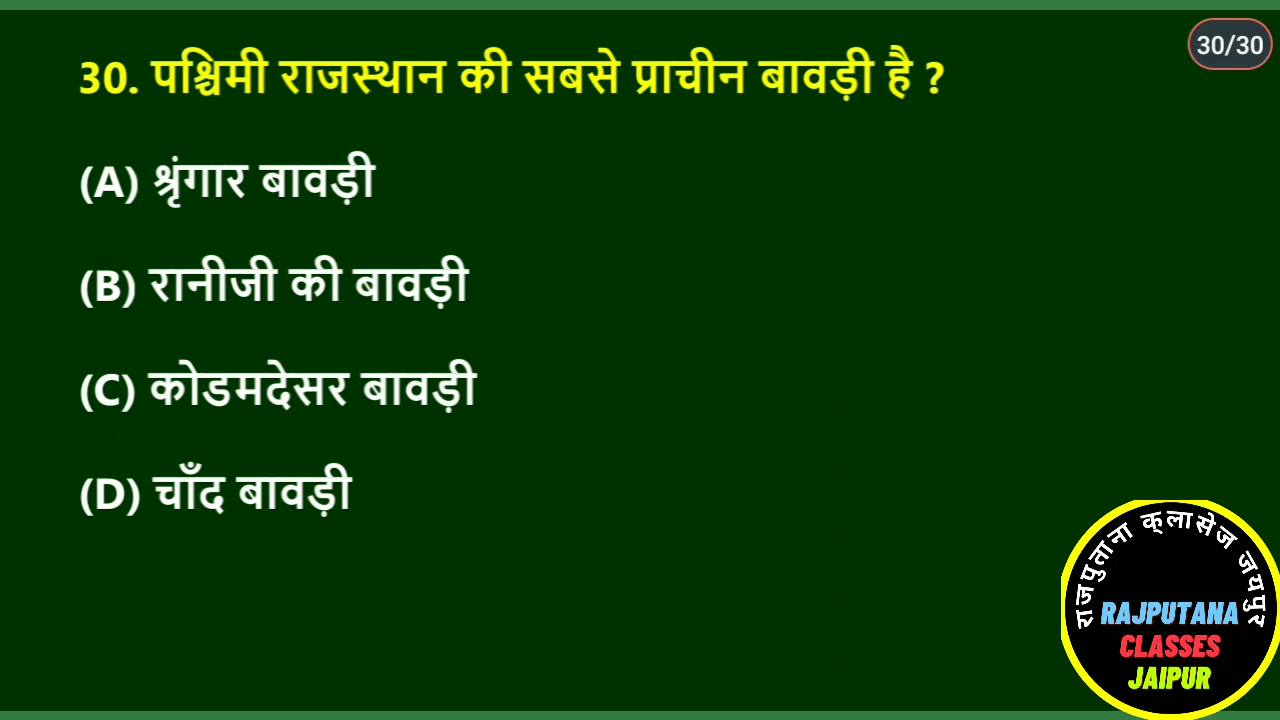 30/30
30. पश्चिमी राजस्थान की सबसे प्राचीन बावड़ी है ?
(A) श्रृंगार बावड़ी
(B) रानीजी की बावड़ी
(C) कोडमदेसर बावड़ी
(D) चाँद बावड़ी
राजपुताना क्लासेज जयपुर
RAJPUTANA
CLASSES
JAIPUR